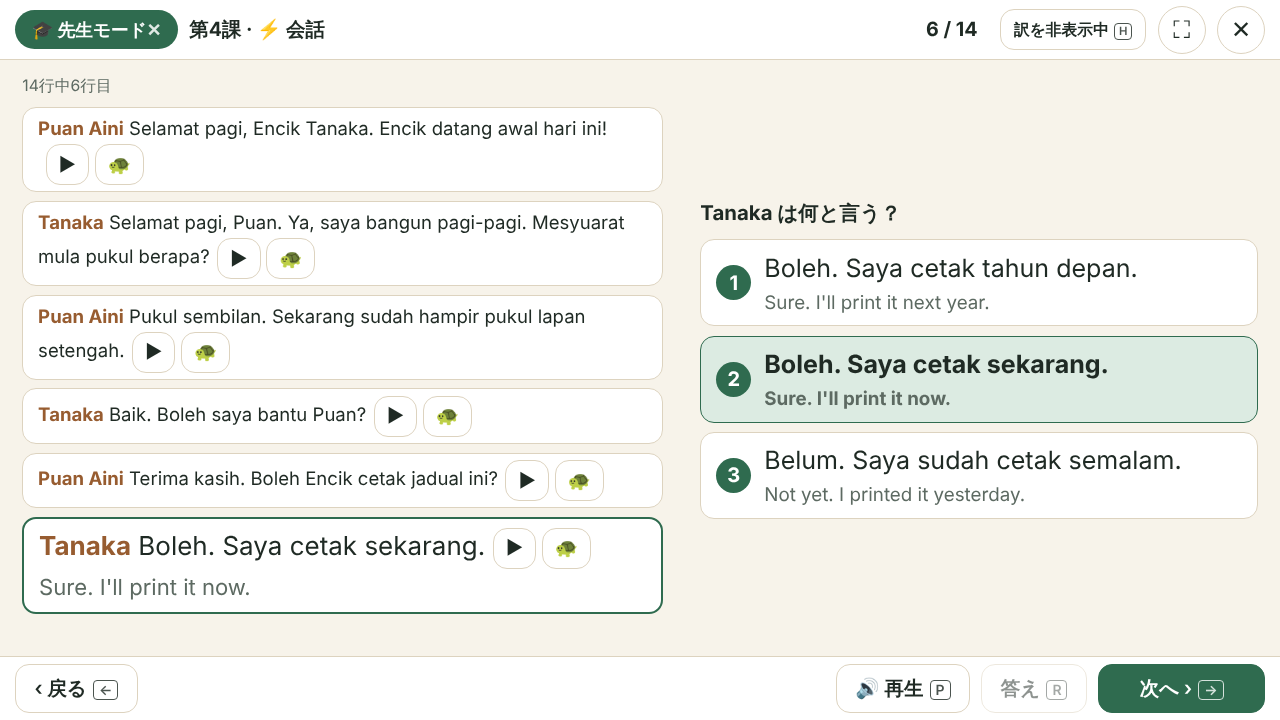 🎓 先生モード✕ 第4課 · ⚡ 会話
6 / 14
訳を非表示中 H
14行中6行目
Puan Aini Selamat pagi, Encik Tanaka. Encik datang awal hari ini!
Tanaka Selamat pagi, Puan. Ya, saya bangun pagi-pagi. Mesyuarat
mula pukul berapa?
Puan Aini Pukul sembilan. Sekarang sudah hampir pukul lapan
setengah.
Tanaka Baik. Boleh saya bantu Puan?
Puan Aini Terima kasih. Boleh Encik cetak jadual ini?
Tanaka Boleh. Saya cetak sekarang.
Sure. I'll print it now.
Tanaka は何と言う？
1 Boleh. Saya cetak tahun depan.
Sure. I'll print it next year.
2 Boleh. Saya cetak sekarang.
Sure. I'll print it now.
3 Belum. Saya sudah cetak semalam.
Not yet. I printed it yesterday.
‹ 戻る ←
🔊 再生 P
答え R
次へ › →